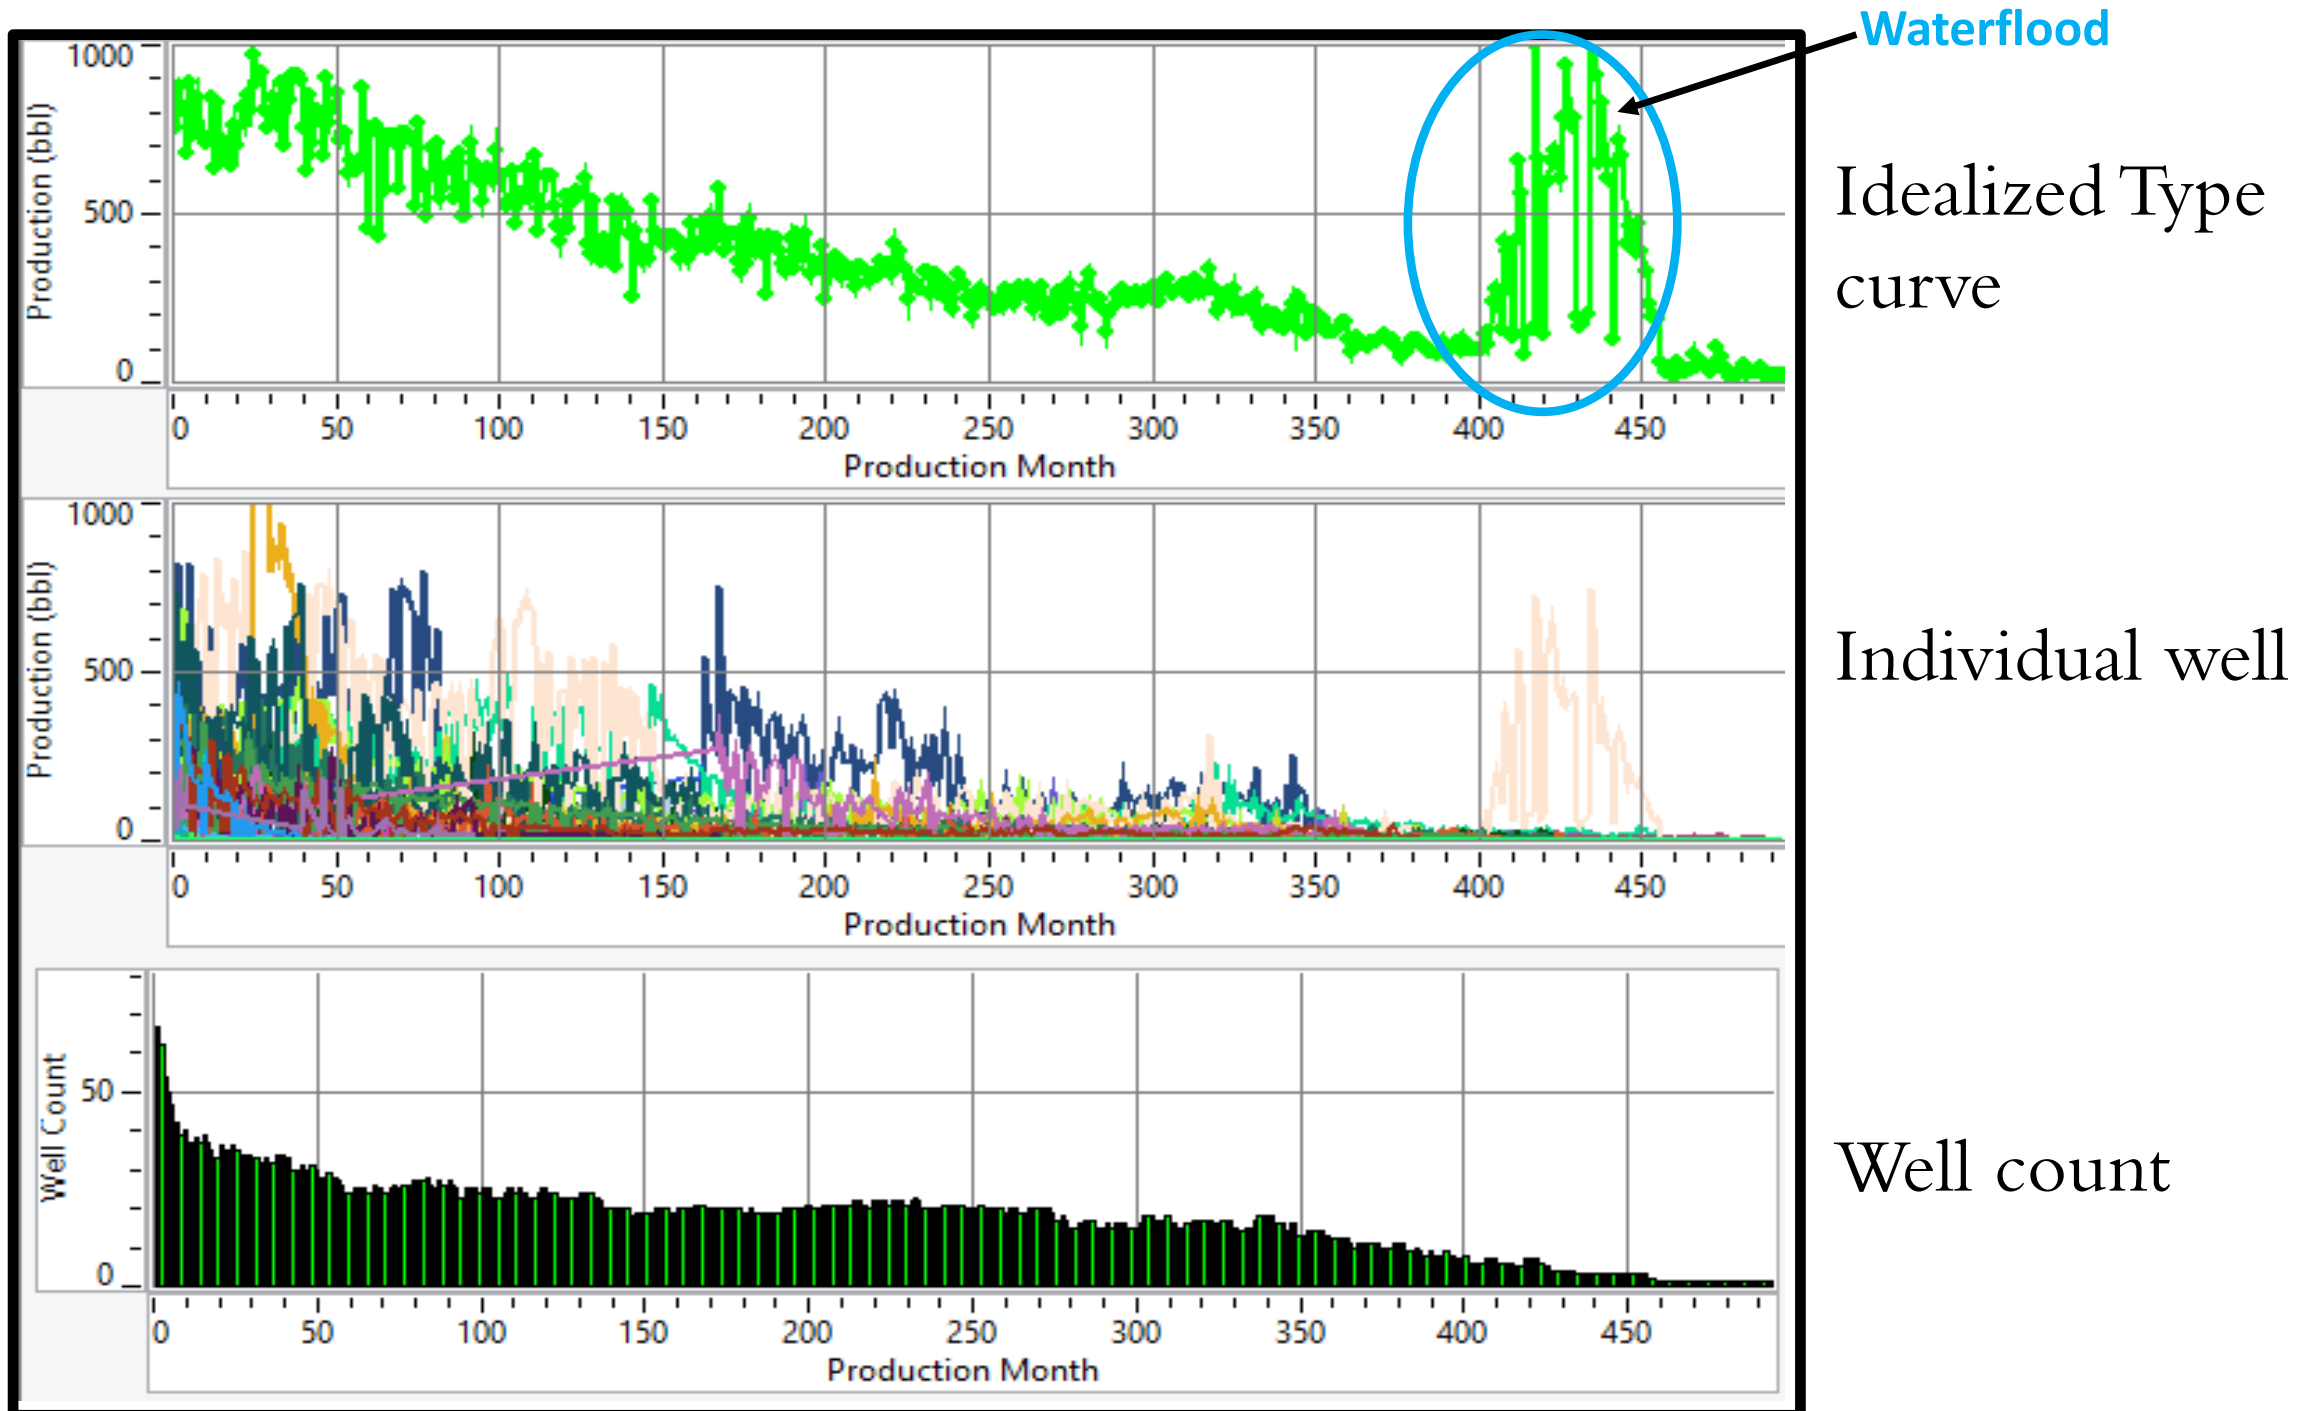 Waterflood
1000
500
0
Production (bbl)
0 50 100 150 200 250 300 350 400 450
Production Month
Idealized Type
curve
1000
500
0
Production (bbl)
0 50 100 150 200 250 300 350 400 450
Production Month
Individual well
50
0
Well Count
0 50 100 150 200 250 300 350 400 450
Production Month
Well count